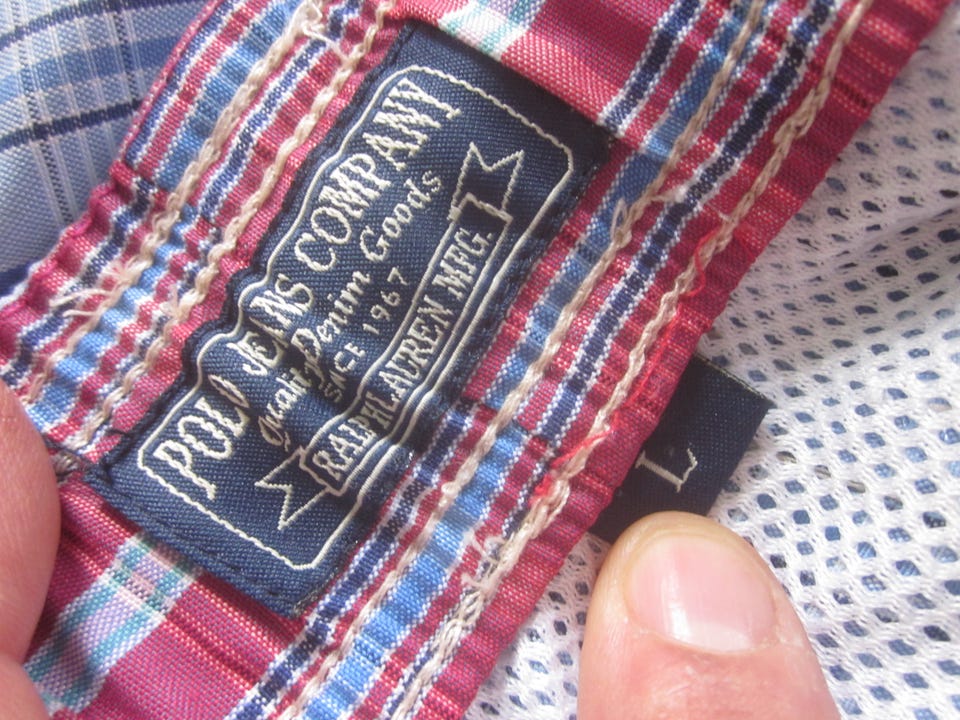 POLO JEANS COMPANY
Quality Denim Goods
SINCE 1967
RALPH LAUREN MFG.
L